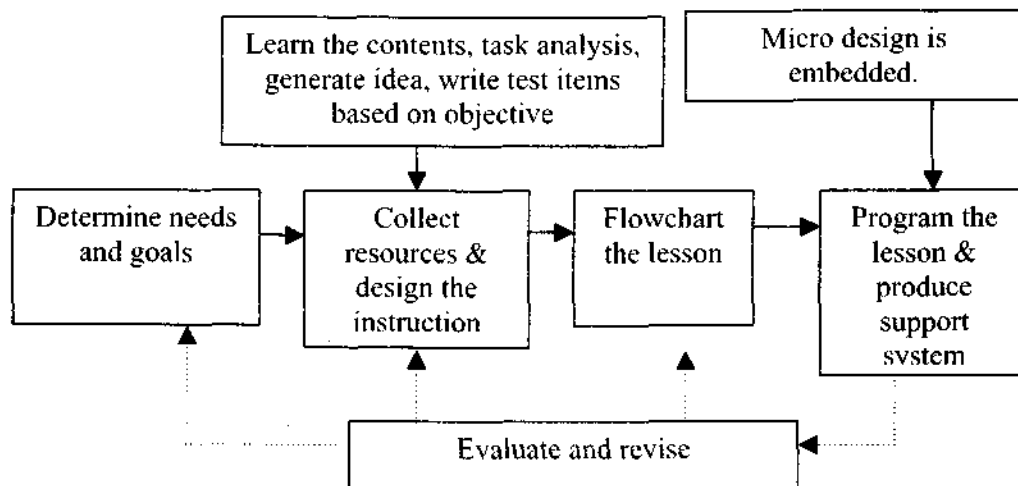 Learn the contents, task analysis,
generate idea, write test items
based on objective
Micro design is
embedded.
Determine needs
and goals
Collect
resources &
design the
instruction
Flowchart
the lesson
Program the
lesson &
produce
support
system
Evaluate and revise